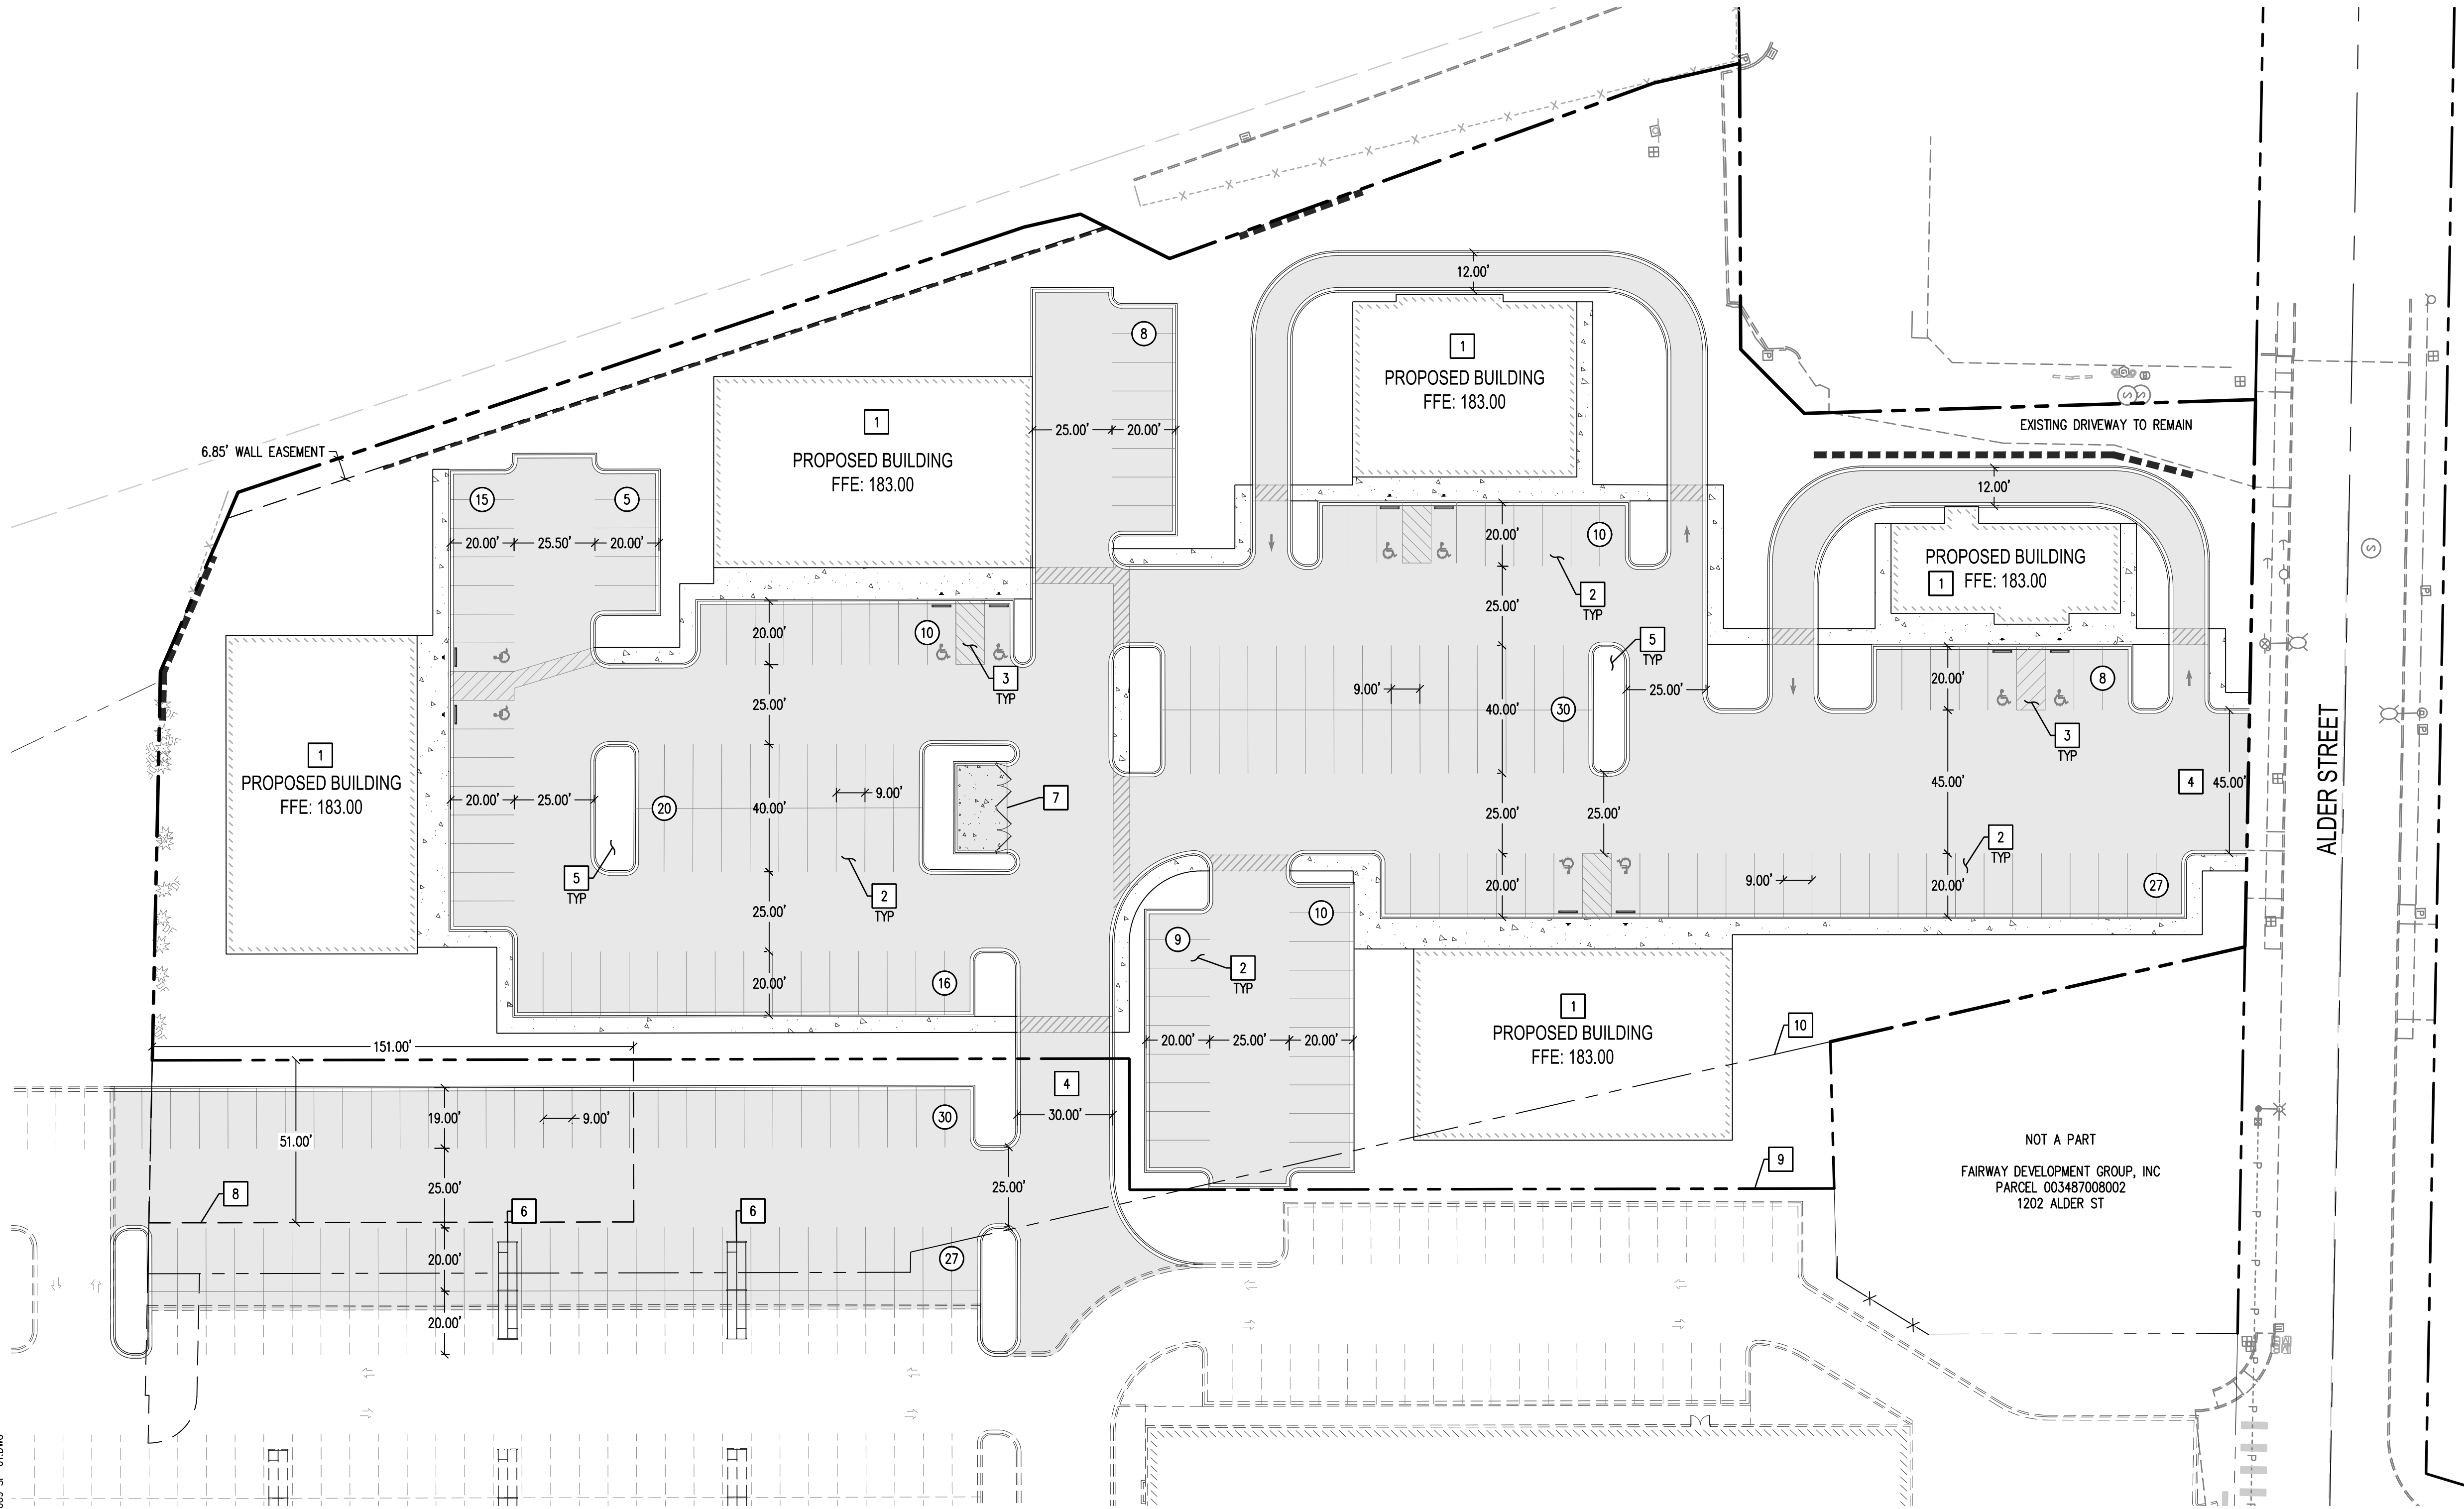 12.00'
8
1
PROPOSED BUILDING
FFE: 183.00
1
PROPOSED BUILDING
FFE: 183.00
25.00'
20.00'
EXISTING DRIVEWAY TO REMAIN
6.85' WALL EASEMENT
12.00'
15
5
20.00'
25.50'
20.00'
20.00'
10
2
TYP
25.00'
PROPOSED BUILDING
1
FFE: 183.00
20.00'
10
3
TYP
25.00'
5
TYP
9.00'
40.00'
30
25.00'
20.00'
8
3
TYP
1
PROPOSED BUILDING
FFE: 183.00
20.00'
25.00'
20
40.00'
9.00'
7
5
TYP
2
TYP
25.00'
25.00'
25.00'
45.00'
4
45.00'
ALDER STREET
2
TYP
20.00'
9.00'
20.00'
27
9
10
2
TYP
20.00'
16
20.00'
25.00'
20.00'
1
PROPOSED BUILDING
FFE: 183.00
10
151.00'
4
30.00'
19.00'
9.00'
30
51.00'
25.00'
25.00'
8
6
6
9
NOT A PART
FAIRWAY DEVELOPMENT GROUP, INC
PARCEL 003487008002
1202 ALDER ST
20.00'
27
20.00'
S
S
S
P
P
P
P
P
P
P
P
P
P
P